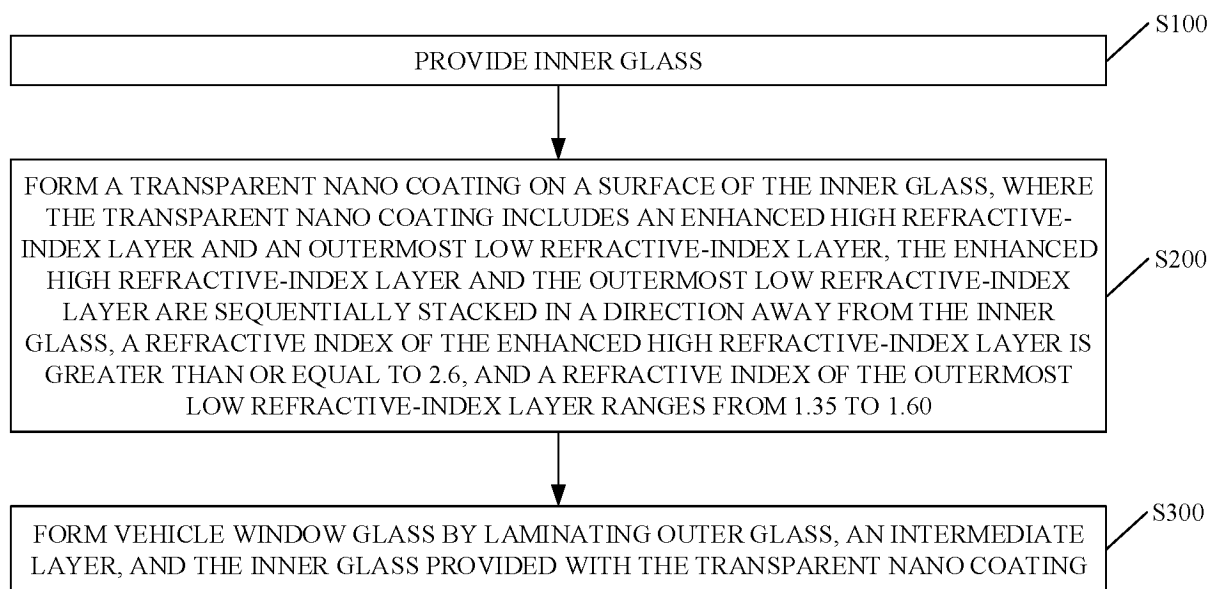 S100
PROVIDE INNER GLASS
FORM A TRANSPARENT NANO COATING ON A SURFACE OF THE INNER GLASS, WHERE
THE TRANSPARENT NANO COATING INCLUDES AN ENHANCED HIGH REFRACTIVE-
INDEX LAYER AND AN OUTERMOST LOW REFRACTIVE-INDEX LAYER, THE ENHANCED
HIGH REFRACTIVE-INDEX LAYER AND THE OUTERMOST LOW REFRACTIVE-INDEX
LAYER ARE SEQUENTIALLY STACKED IN A DIRECTION AWAY FROM THE INNER
GLASS, A REFRACTIVE INDEX OF THE ENHANCED HIGH REFRACTIVE-INDEX LAYER IS
GREATER THAN OR EQUAL TO 2.6, AND A REFRACTIVE INDEX OF THE OUTERMOST
LOW REFRACTIVE-INDEX LAYER RANGES FROM 1.35 TO 1.60
S200
FORM VEHICLE WINDOW GLASS BY LAMINATING OUTER GLASS, AN INTERMEDIATE
LAYER, AND THE INNER GLASS PROVIDED WITH THE TRANSPARENT NANO COATING
S300